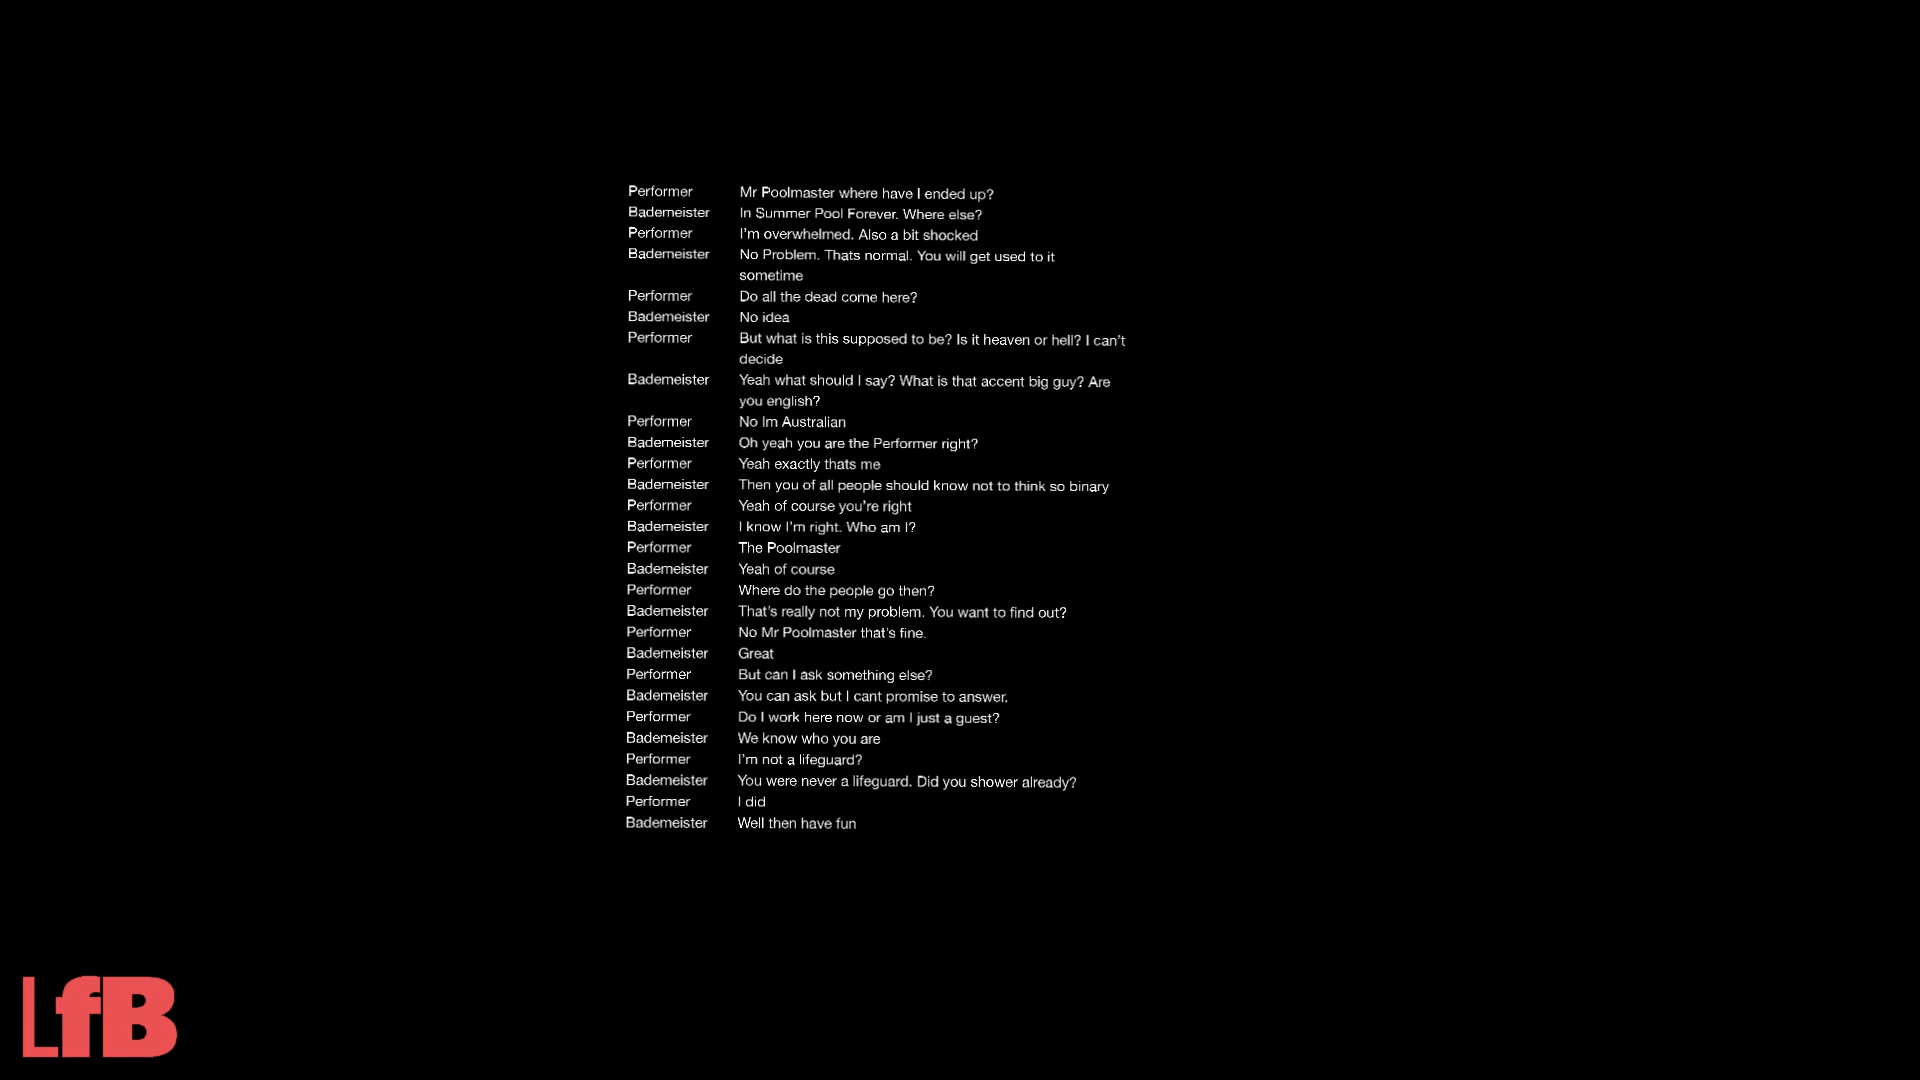 Performer Mr Poolmaster where have I ended up?
Bademeister In Summer Pool Forever. Where else?
Performer I'm overwhelmed. Also a bit shocked
Bademeister No Problem. Thats normal. You will get used to it
sometime
Performer Do all the dead come here?
Bademeister No idea
Performer But what is this supposed to be? Is it heaven or hell? I can't
decide
Bademeister Yeah what should I say? What is that accent big guy? Are
you english?
Performer No Im Australian
Bademeister Oh yeah you are the Performer right?
Performer Yeah exactly thats me
Bademeister Then you of all people should know not to think so binary
Performer Yeah of course you're right
Bademeister I know I'm right. Who am I?
Performer The Poolmaster
Bademeister Yeah of course
Performer Where do the people go then?
Bademeister That's really not my problem. You want to find out?
Performer No Mr Poolmaster that's fine.
Bademeister Great
Performer But can I ask something else?
Bademeister You can ask but I cant promise to answer.
Performer Do I work here now or am I just a guest?
Bademeister We know who you are
Performer I'm not a lifeguard?
Bademeister You were never a lifeguard. Did you shower already?
Performer I did
Bademeister Well then have fun
LfB